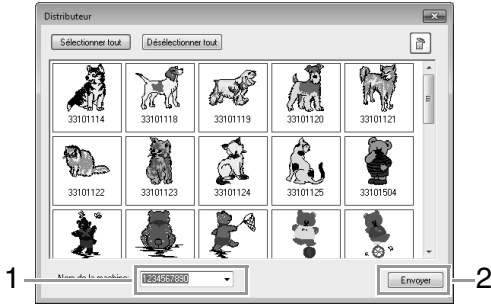 Distributeur
Sélectionner tout Désélectionner tout
33101114 33101118 33101119 33101120 33101121
33101122 33101123 33101124 33101125 33101504
1 Nom de la machine: 1234567890 Envoyer 2